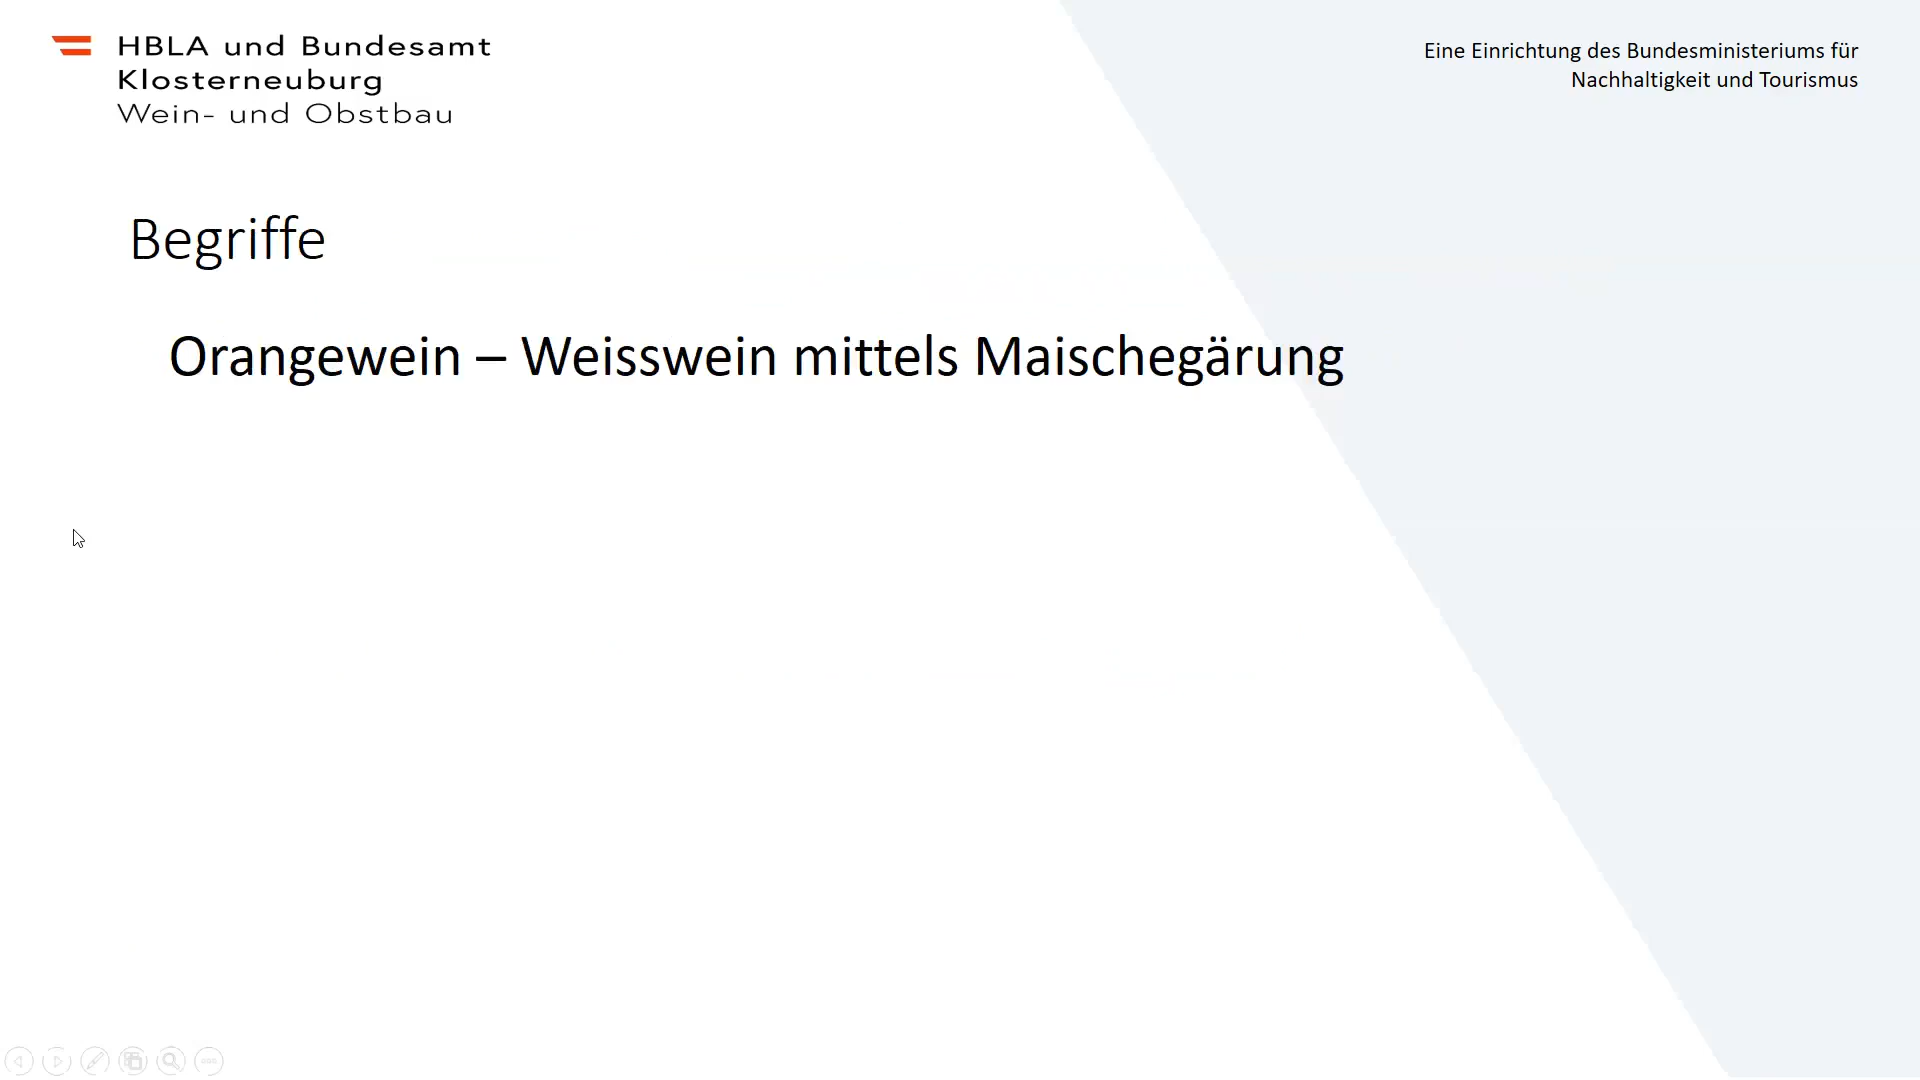 HBLA und Bundesamt
Klosterneuburg
Wein- und Obstbau
Eine Einrichtung des Bundesministeriums für
Nachhaltigkeit und Tourismus
Begriffe
Orangewein – Weisswein mittels Maischegärung